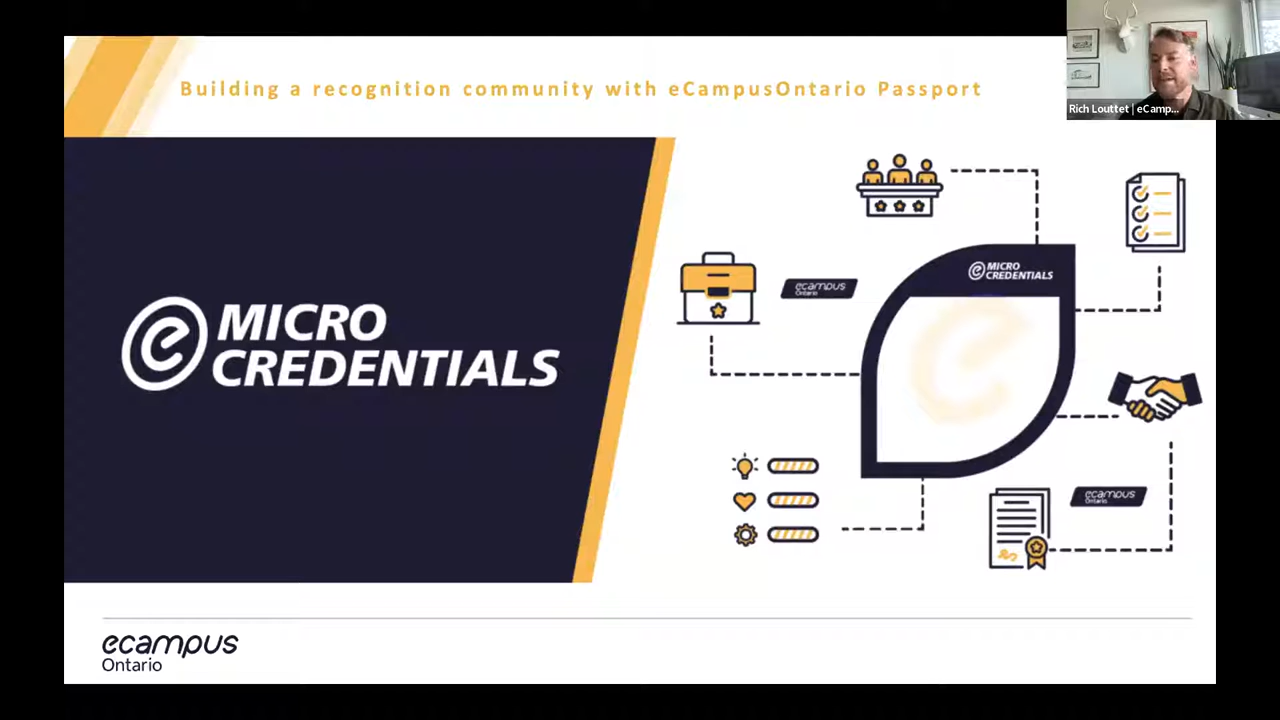 Building a recognition community with eCampusOntario Passport
Rich Louttet | eCamp...
MICRO
CREDENTIALS
MICRO
CREDENTIALS
ecampus
Ontario
ecampus
Ontario
ecampus
Ontario